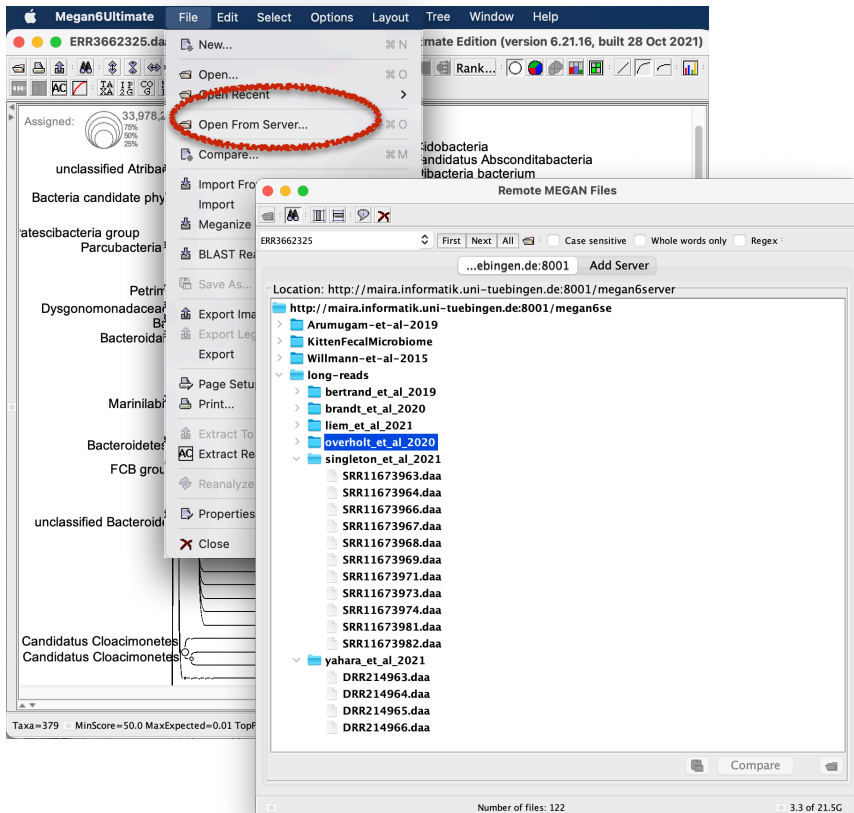 Megan6Ultimate File Edit Select Options Layout Tree Window Help
ERR3662325.da
imate Edition (version 6.21.16, built 28 Oct 2021)
Rank...
AC
Assigned:
33,978,2
75%
50%
25%
unclassified Atriba
Bacteria candidate phy
atescibacteria group
Parcubacteria
Petrim
Dysgonomonadacea
Ba
Bacteroida
Marinilabi
Bacteroidetes
FCB grou
unclassified Bacteroid
Candidatus Cloacimonetes
Candidatus Cloacimonetes
Taxa=379 MinScore=50.0 MaxExpected=0.01 TopP
New... ⌘ N
Open... ⌘ O
Open Recent >
Open From Server... ⌘ O
Compare... ⌘ M
Import Fro
Import
Meganize
BLAST Rea
Save As...
Export Ima
Export Leg
Export
Page Setu
Print...
Extract To
AC Extract Re
Reanalyze
Properties
Close
idobacteria
andidatus Absconditabacteria
ibacteria bacterium
Remote MEGAN Files
ERR3662325 First Next All Case sensitive Whole words only Regex
...ebingen.de:8001 Add Server
Location: http://maira.informatik.uni-tuebingen.de:8001/megan6server
http://maira.informatik.uni-tuebingen.de:8001/megan6se
Arumugam-et-al-2019
KittenFecalMicrobiome
Willmann-et-al-2015
long-reads
bertrand_et_al_2019
brandt_et_al_2020
liem_et_al_2021
overholt_et_al_2020
singleton_et_al_2021
SRR11673963.daa
SRR11673964.daa
SRR11673966.daa
SRR11673967.daa
SRR11673968.daa
SRR11673969.daa
SRR11673971.daa
SRR11673973.daa
SRR11673974.daa
SRR11673981.daa
SRR11673982.daa
yahara_et_al_2021
DRR214963.daa
DRR214964.daa
DRR214965.daa
DRR214966.daa
Compare
Number of files: 122
3.3 of 21.5G